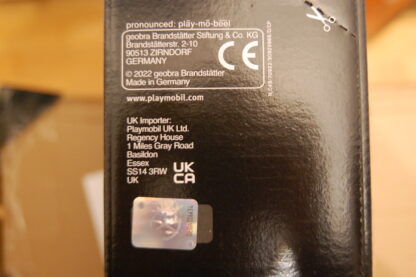 pronounced: plāy-mō-bēēl
geobra Brandstätter Stiftung & Co. KG
Brandstätterstr. 2-10
90513 ZIRNDORF
GERMANY
CE
© 2022 geobra Brandstätter
Made in Germany
www.playmobil.com
UK Importer:
Playmobil UK Ltd.
Regency House
1 Miles Gray Road
Basildon
Essex
SS14 3RW
UK
UK
CA